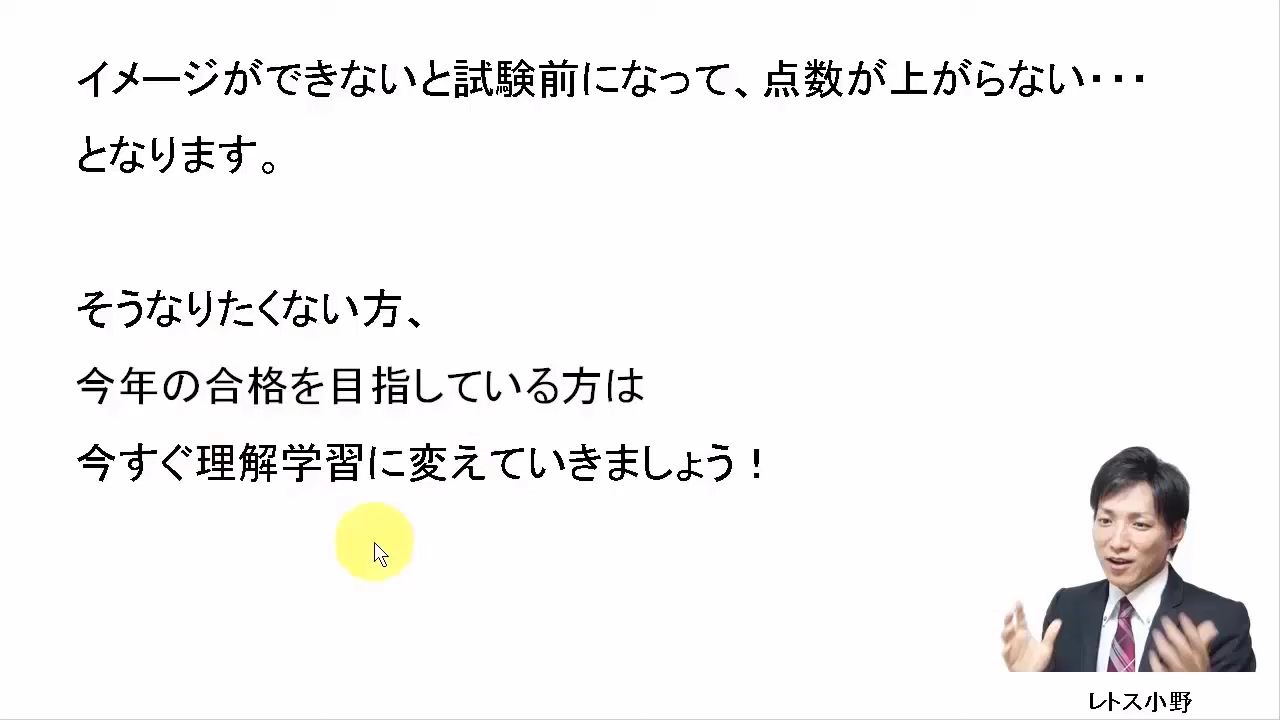 イメージができないと試験前になって、点数が上がらない・・・
となります。
そうなりたくない方、
今年の合格を目指している方は
今すぐ理解学習に変えていきましょう！
レトス小野